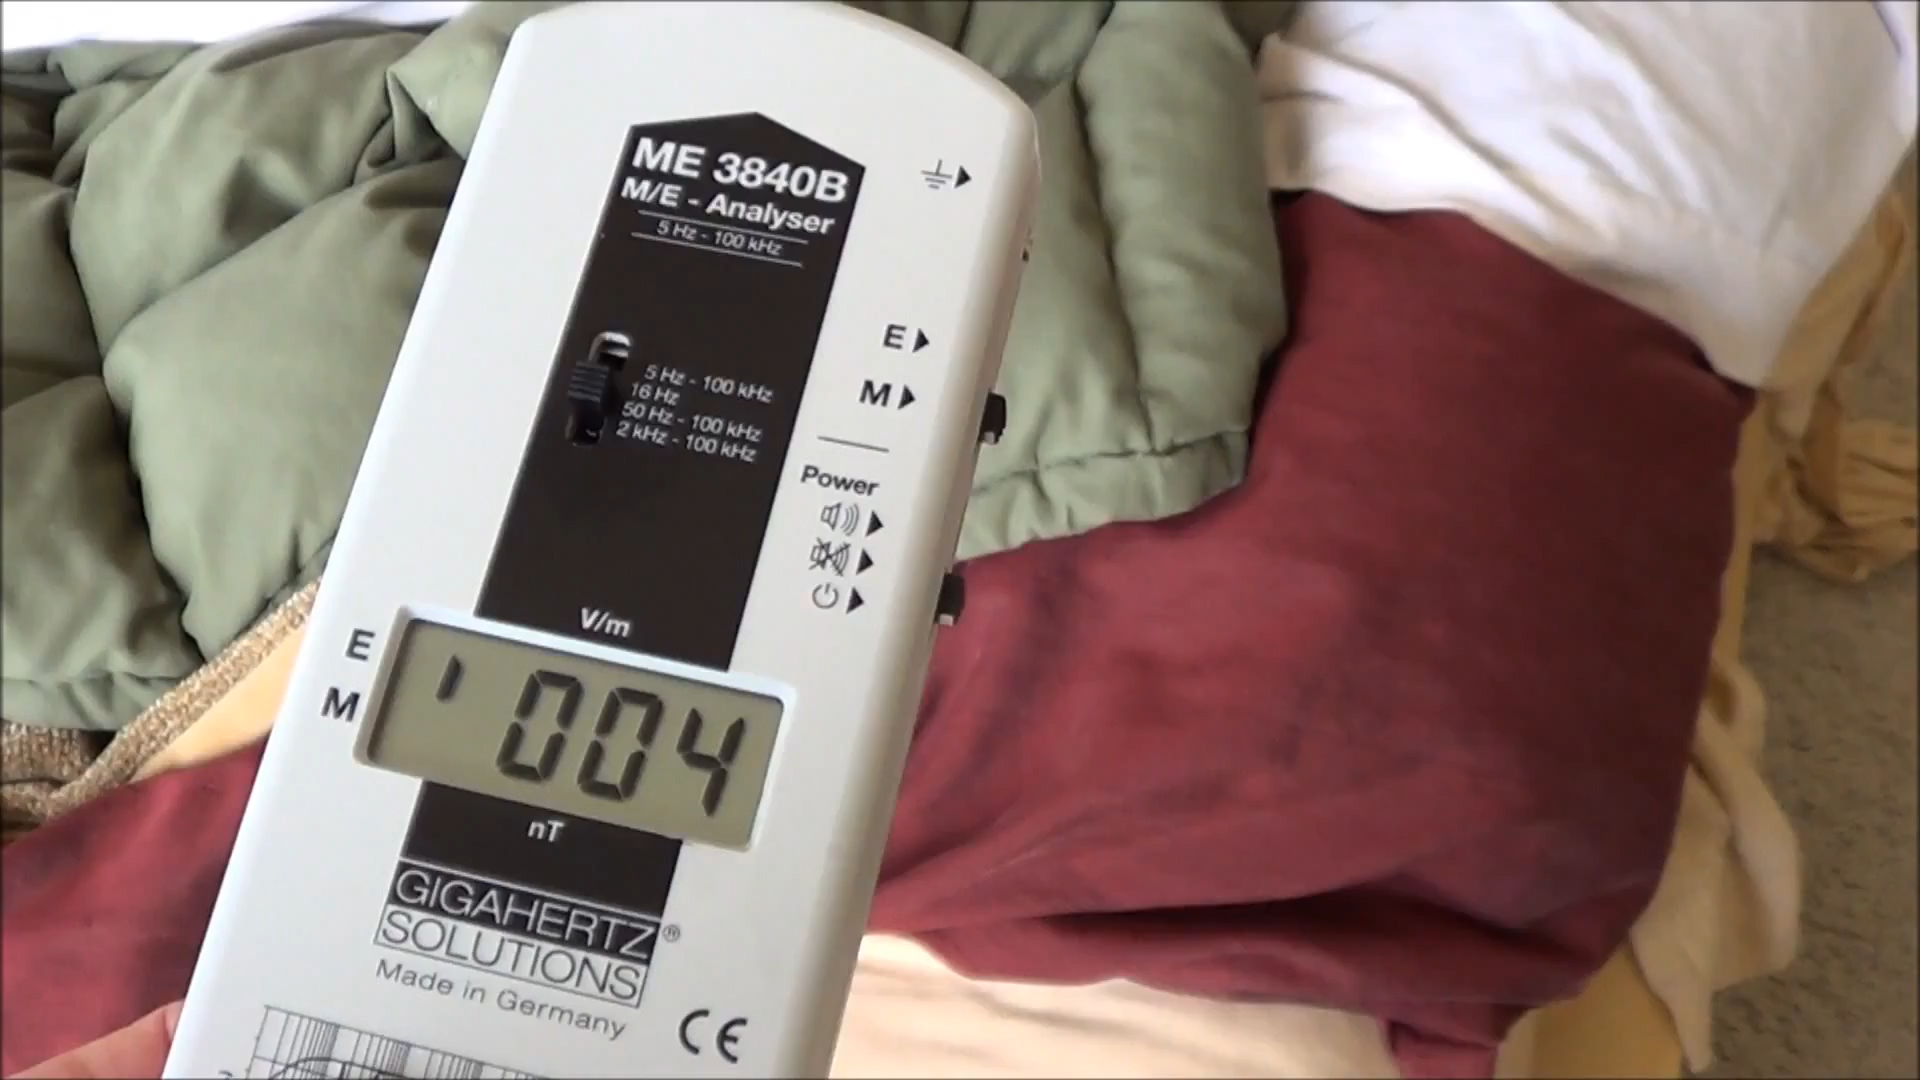 ME 3840B
M/E - Analyser
5 Hz - 100 kHz
E
M
5 Hz - 100 kHz
16 Hz
50 Hz - 100 kHz
2 kHz - 100 kHz
Power
V/m
E
M
' 004
nT
GIGAHERTZ
SOLUTIONS®
Made in Germany
CE